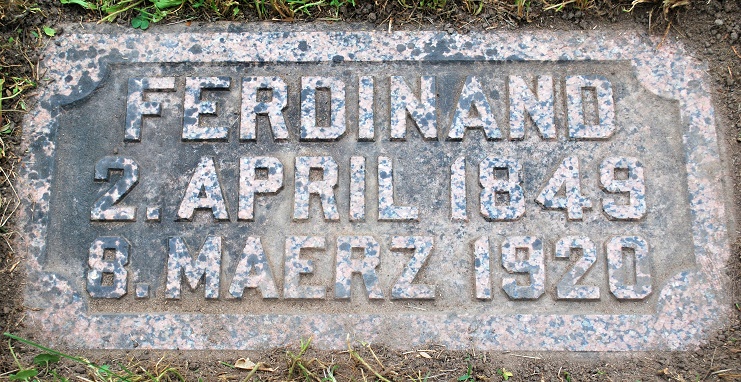 FERDINAND
2. APRIL 1849
8. MAERZ 1920